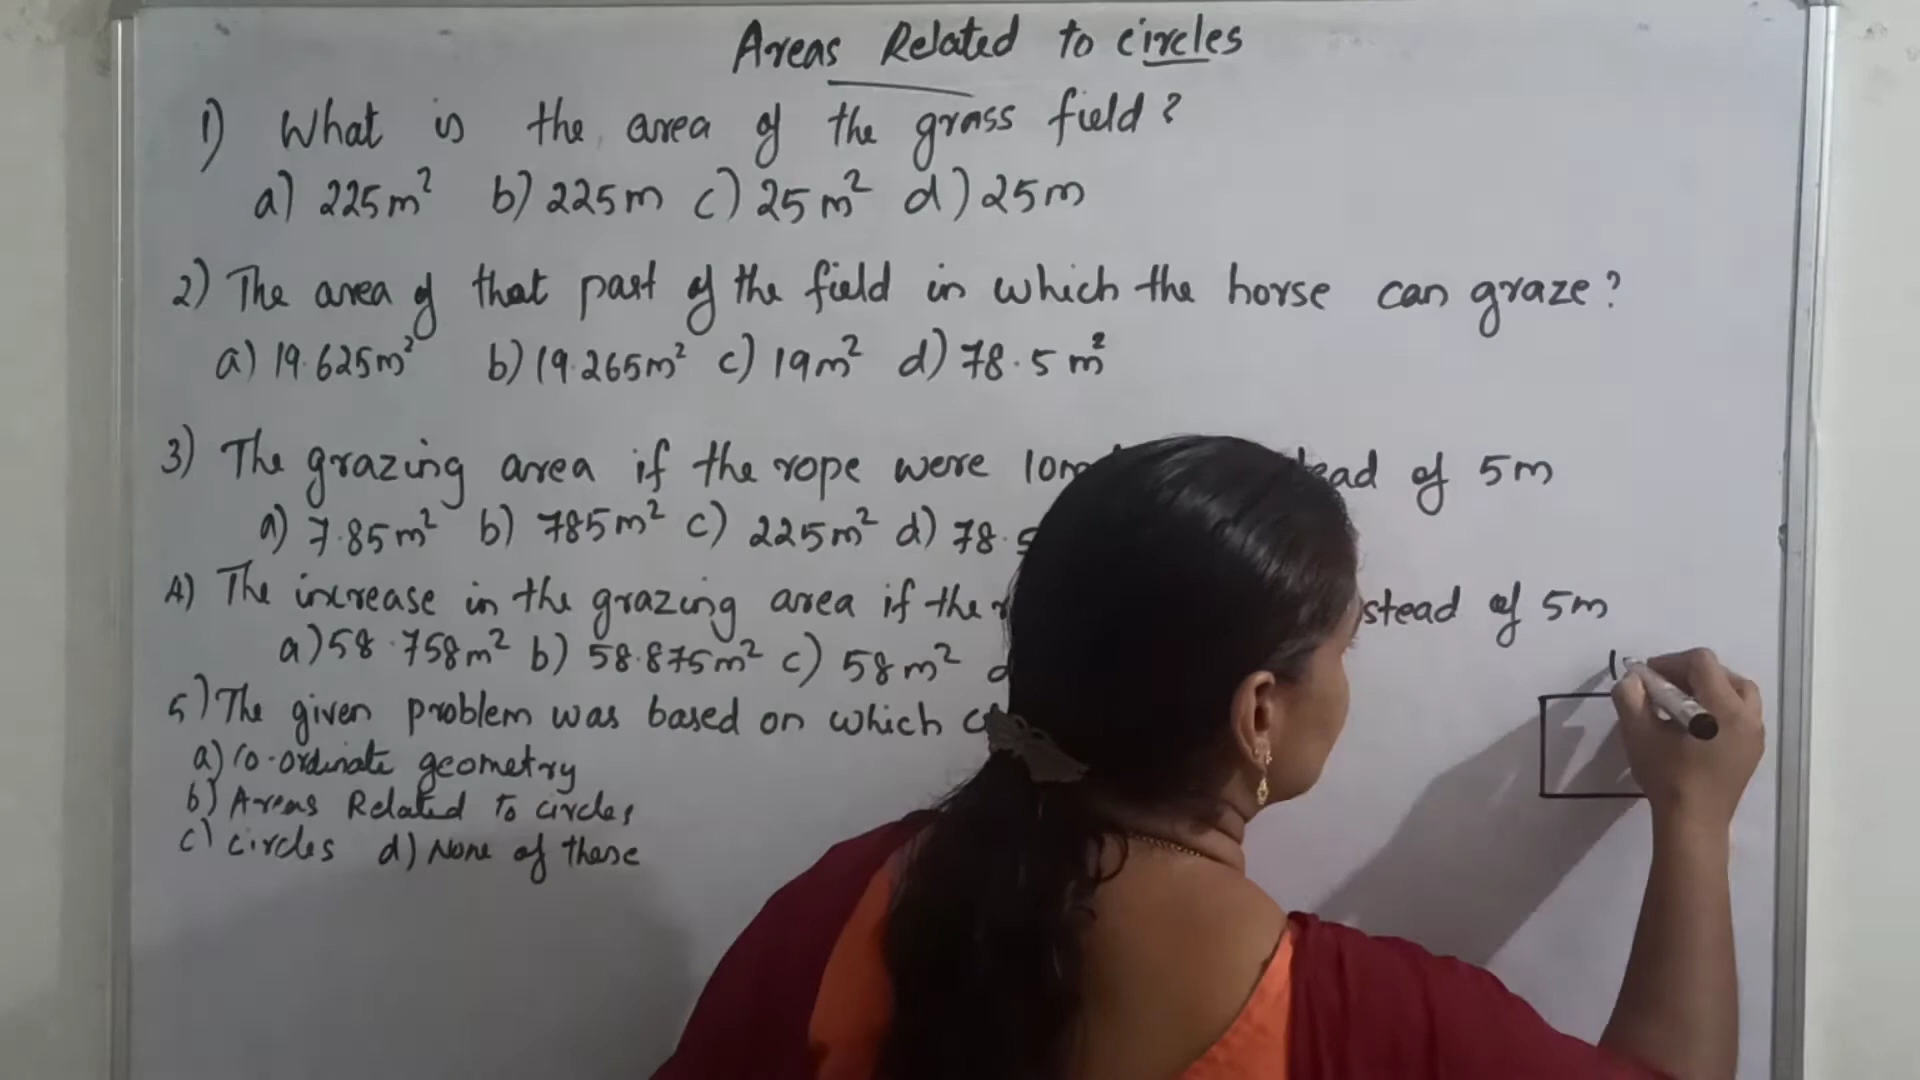 Areas Related to circles
1) What is the area of the grass field?
a) 225m² b) 225m c) 25m² d) 25m
2) The area of that part of the field in which the horse can graze?
a) 19.625m² b) 19.265m² c) 19m² d) 78.5m²
3) The grazing area if the rope were 10m of 5m
a) 7.85m² b) 785m² c) 225m² d) 78.5
4) The increase in the grazing area if the of 5m
a) 58.758m² b) 58.875m² c) 58m² d
5) The given problem was based on which
a) co-ordinate geometry
b) Areas Related to circles
c) circles d) None of these